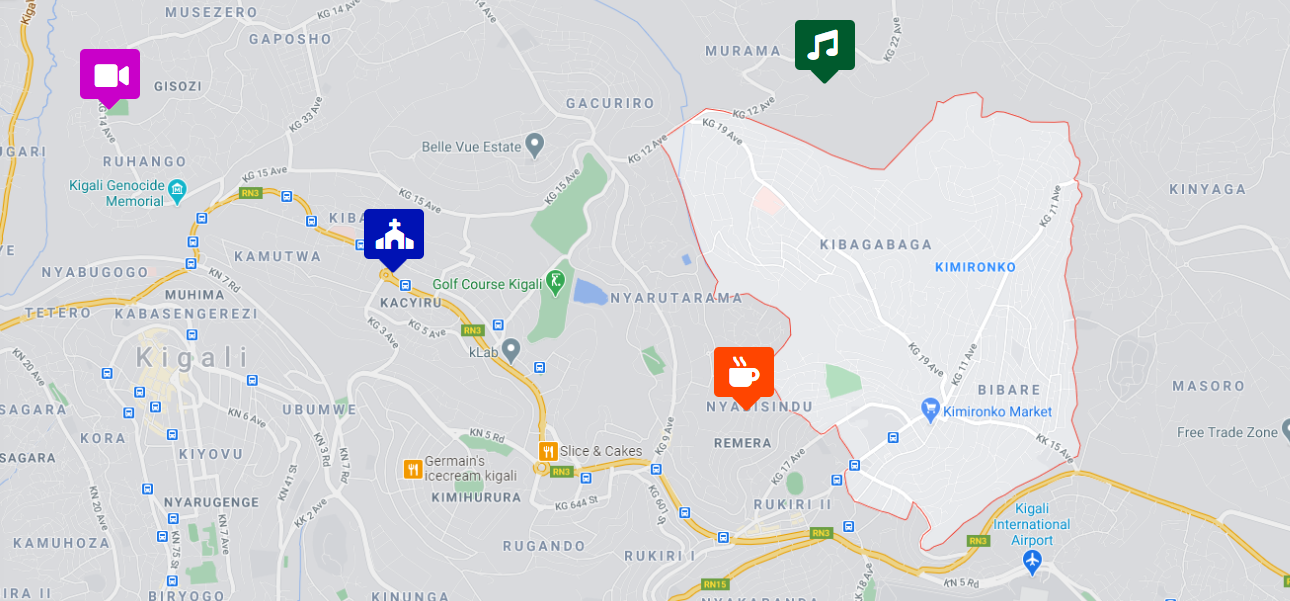 MUSEZERO
KG 14 Ave
KG 14
GAPOSHO
KG 22 Ave
MURAMA
GISOZI
KG 14 Ave
KG 33 Ave
GACURIRO
KG 12 Ave
KG 19 Ave
KG 12 Ave
Belle Vue Estate
GARI
RUHANGO
KG 15 Ave
Kigali Genocide
Memorial
RN3
KG 15 Ave
KG 15 Ave
KINYAGA
KG 11 Ave
KIBA
KIBAGABAGA
KAMUTWA
KIMIRONKO
NYABUGOGO
KN 7 Rd
Golf Course Kigali
MUHIMA
KACYIRU
NYARUTARAMA
TETERO
KABASENGEREZI
KG 3 Ave
KG 5 Ave
RN3
kLab
Kigali
KN 20 Ave
KG 19 Ave
KG 11 Ave
MASORO
BIBARE
SAGARA
UBUMWE
KN 6 Ave
NYABISINDU
Kimironko Market
KORA
KN 5 Rd
KG 9 Ave
REMERA
KK 15 Ave
Free Trade Zone
SAGARA
KIYOVU
KN 3 Rd
KN 7 Rd
Slice & Cakes
Germain's
icecream kigali
RN3
KG 17 Ave
KN 41 St
KIMIHURURA
KG 644 St
KG 601 St
RUKIRI II
NYARUGENGE
KN 20 Ave
KK 2 Ave
Kigali
International
Airport
KAMUHOZA
KN 75 St
KN 7 Ave
RUGANDO
RUKIRI I
RN3
RN3
RN15
KN 5 Rd
KK 18 Ave
IRA II
BIRYOGO
KINUNGA
NYAKABANDA